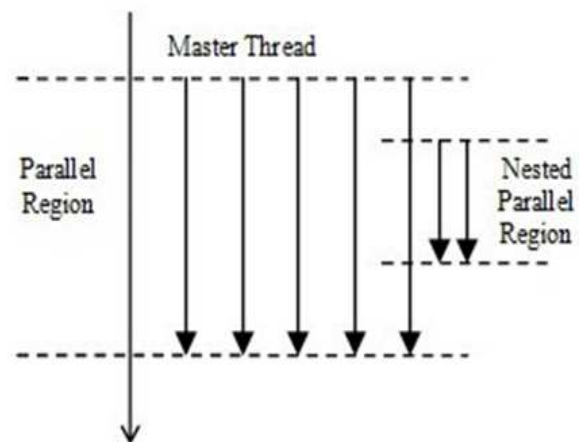 Master Thread
Parallel
Region
Nested
Parallel
Region